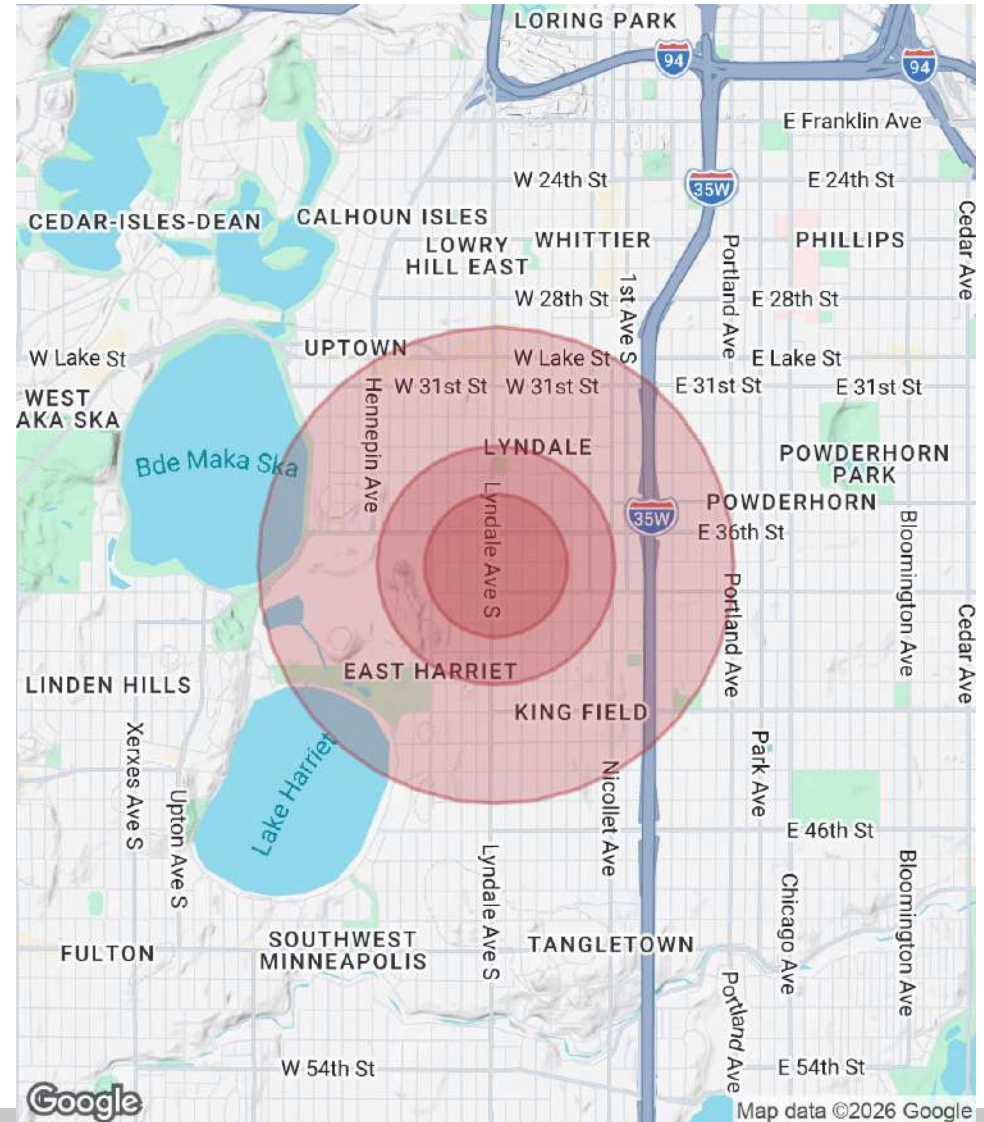 LORING PARK
94
94
E Franklin Ave
W 24th St
35W
E 24th St
CEDAR-ISLES-DEAN
CALHOUN ISLES
LOWRY
HILL EAST
WHITTIER
PHILLIPS
Cedar Ave
Portland Ave
1st Ave S
W 28th St
E 28th St
W Lake St
UPTOWN
W Lake St
E Lake St
WEST
AKA SKA
Hennepin Ave
W 31st St
W 31st St
E 31st St
E 31st St
LYNDALE
Bde Maka Ska
POWDERHORN
PARK
Lyndale Ave S
35W
POWDERHORN
E 36th St
Bloomington Ave
Portland Ave
Cedar Ave
EAST HARRIET
LINDEN HILLS
KING FIELD
Xerxes Ave S
Upton Ave S
Lake Harriet
Nicollet Ave
Park Ave
E 46th St
Lyndale Ave S
Chicago Ave
Bloomington Ave
FULTON
SOUTHWEST
MINNEAPOLIS
TANGLETOWN
Portland Ave
W 54th St
E 54th St
Google
Map data ©2026 Google